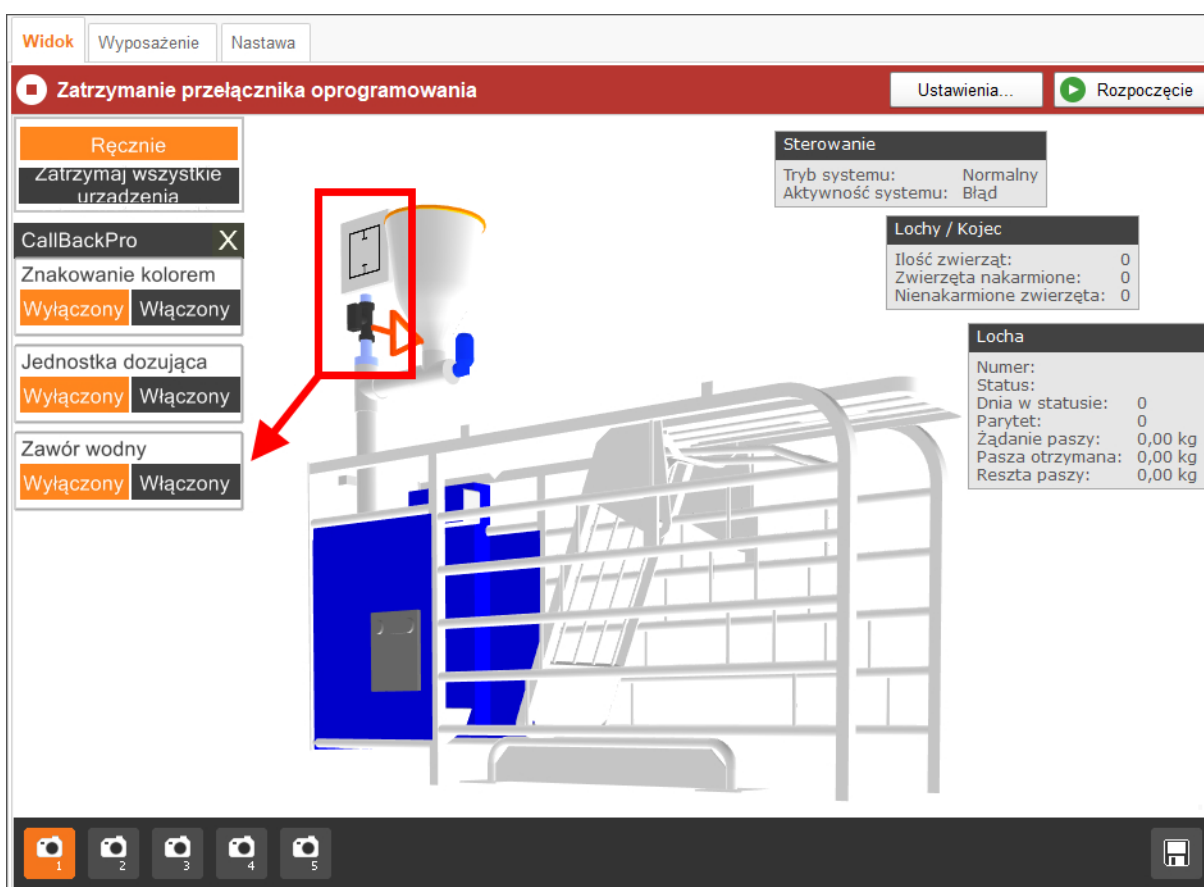 Widok Wyposażenie Nastawa
Zatrzymanie przełącznika oprogramowania
Ustawienia... Rozpoczęcie
Ręcznie
Zatrzymaj wszystkie
urzadzenia
CallBackPro X
Znakowanie kolorem
Wyłączony Włączony
Jednostka dozująca
Wyłączony Włączony
Zawór wodny
Wyłączony Włączony
Sterowanie
Tryb systemu: Normalny
Aktywność systemu: Błąd
Lochy / Kojec
Ilość zwierząt: 0
Zwierzęta nakarmione: 0
Nienakarmione zwierzęta: 0
Locha
Numer:
Status:
Dnia w statusie: 0
Parytet: 0
Żądanie paszy: 0,00 kg
Pasza otrzymana: 0,00 kg
Reszta paszy: 0,00 kg
1 2 3 4 5